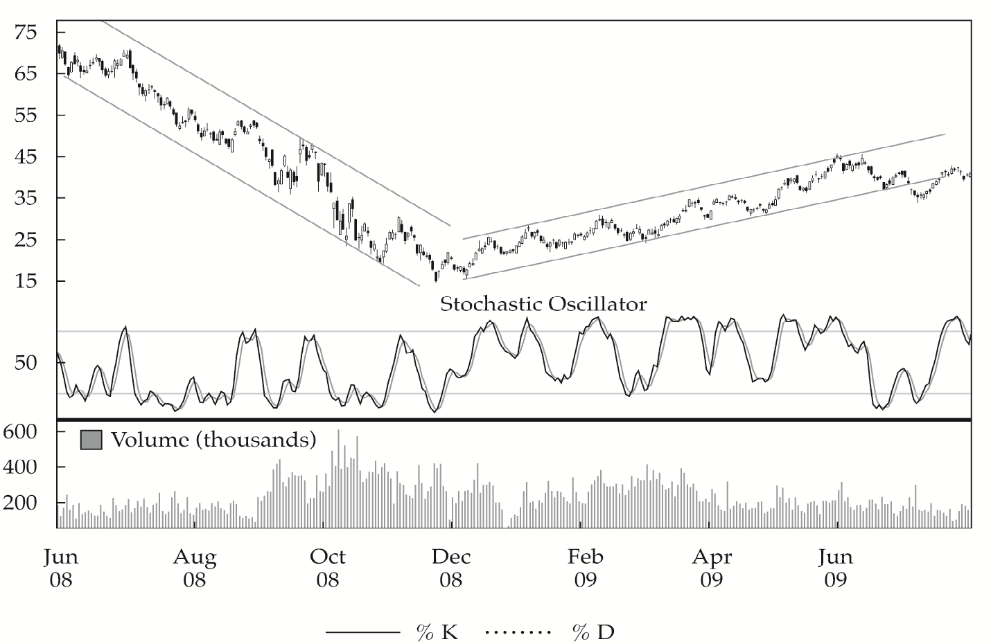 75
65
55
45
35
25
15
Stochastic Oscillator
50
600
Volume (thousands)
400
200
Jun Aug Oct Dec Feb Apr Jun
08 08 08 08 09 09 09
% K % D